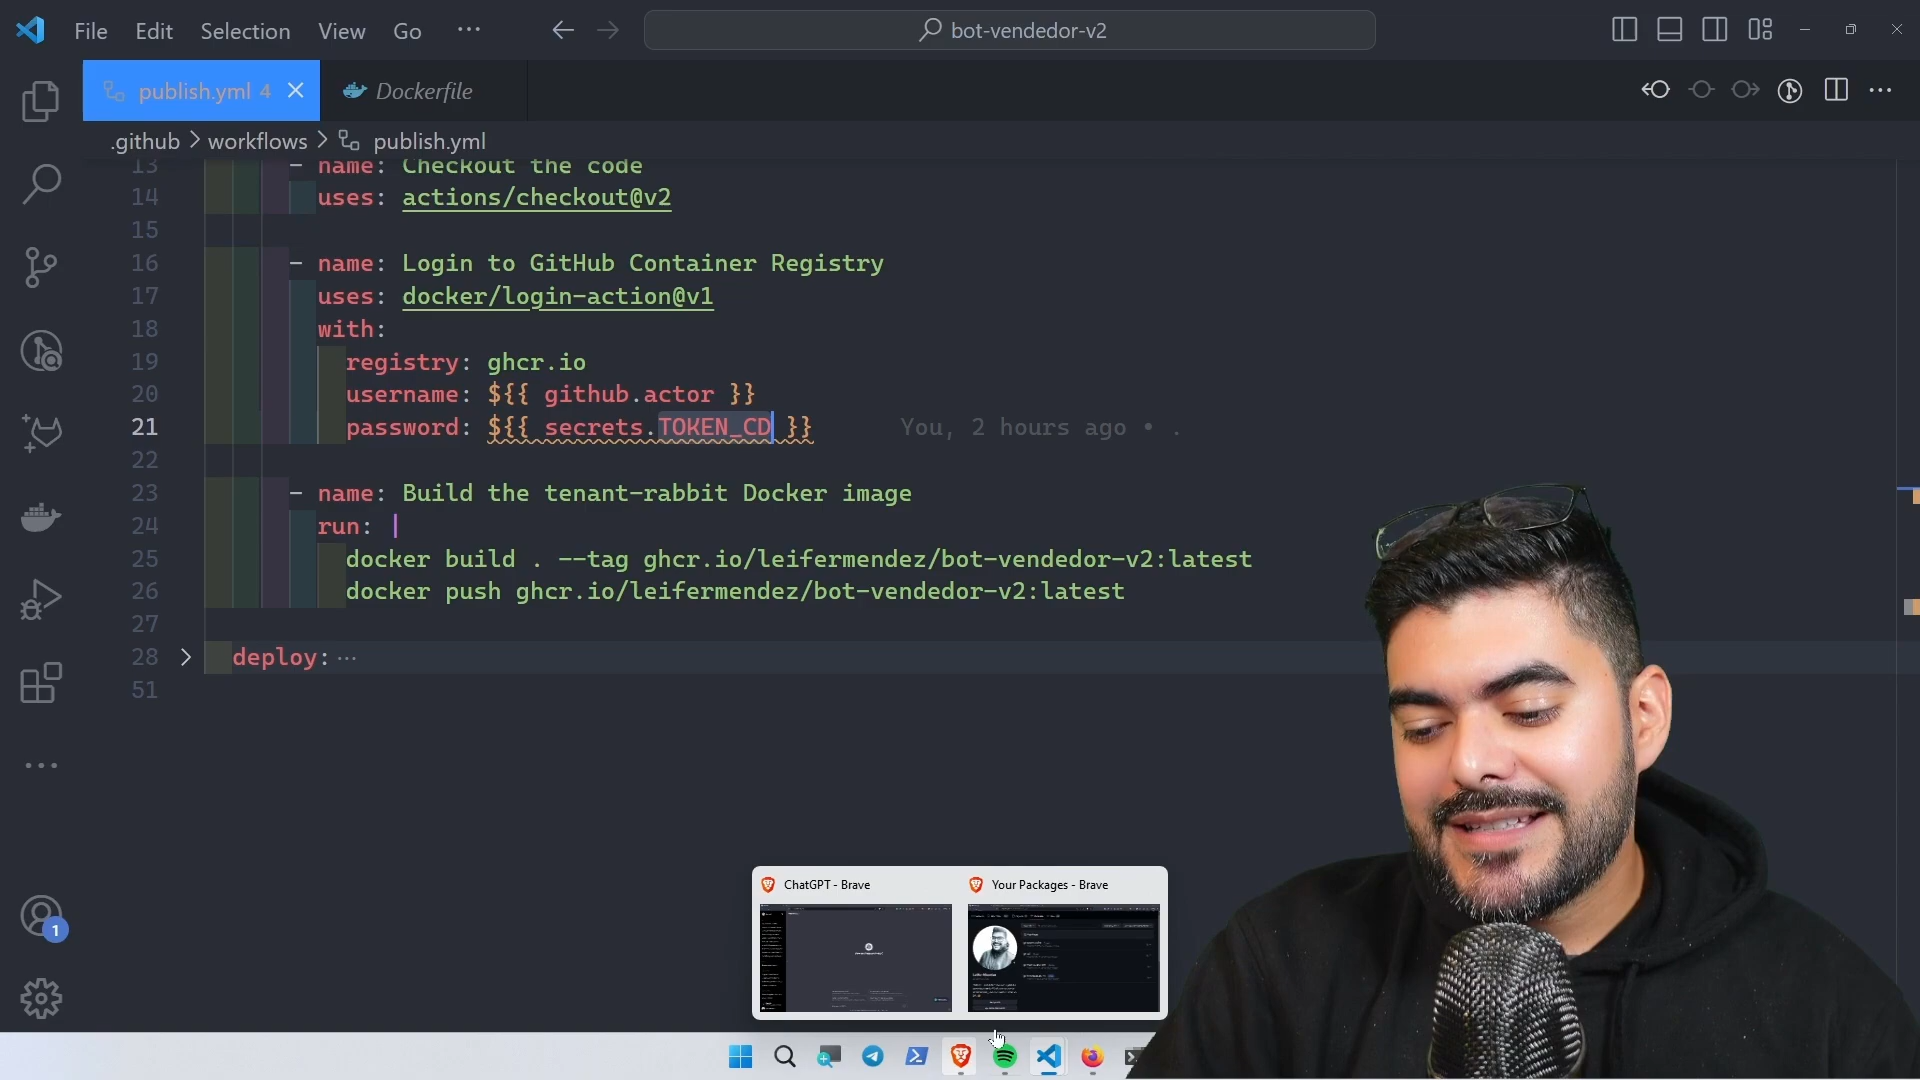 File Edit Selection View Go ··· bot-vendedor-v2
publish.yml 4 Dockerfile
.github > workflows > publish.yml
13 - name: Checkout the code
14 uses: actions/checkout@v2
15
16 - name: Login to GitHub Container Registry
17 uses: docker/login-action@v1
18 with:
19 registry: ghcr.io
20 username: ${{ github.actor }}
21 password: ${{ secrets.TOKEN_CD }} You, 2 hours ago • .
22
23 - name: Build the tenant-rabbit Docker image
24 run: |
25 docker build . --tag ghcr.io/leifermendez/bot-vendedor-v2:latest
26 docker push ghcr.io/leifermendez/bot-vendedor-v2:latest
27
28 deploy: ···
51
1
ChatGPT - Brave
Your Packages - Brave